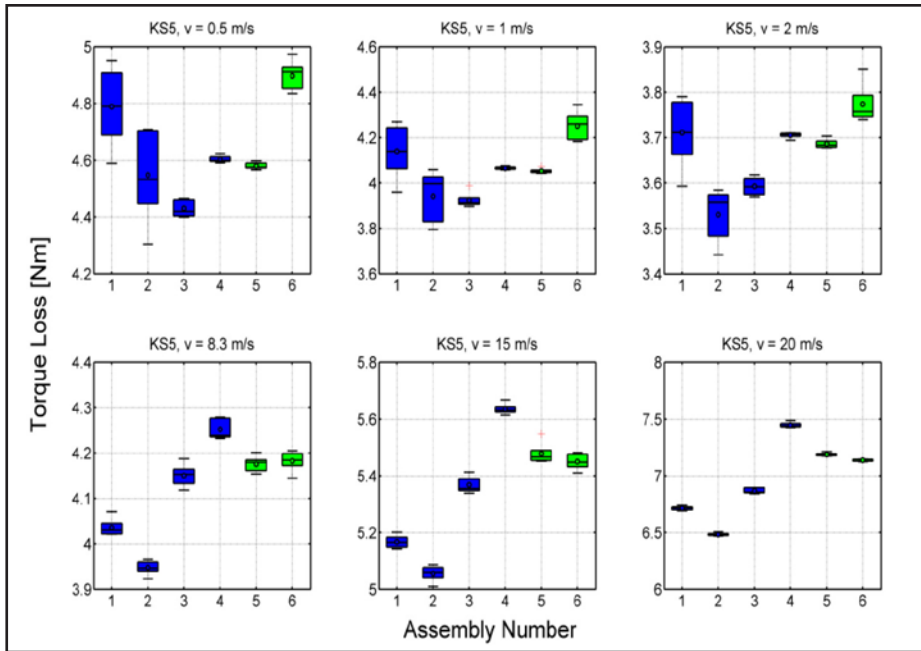 KS5, v = 0.5 m/s
5
4.8
4.6
4.4
4.2
1 2 3 4 5 6
KS5, v = 1 m/s
4.6
4.4
4.2
4
3.8
3.6
1 2 3 4 5 6
KS5, v = 2 m/s
3.9
3.8
3.7
3.6
3.5
3.4
1 2 3 4 5 6
Torque Loss [Nm]
KS5, v = 8.3 m/s
4.4
4.3
4.2
4.1
4
3.9
1 2 3 4 5 6
KS5, v = 15 m/s
5.8
5.6
5.4
5.2
5
1 2 3 4 5 6
KS5, v = 20 m/s
8
7.5
7
6.5
6
1 2 3 4 5 6
Assembly Number